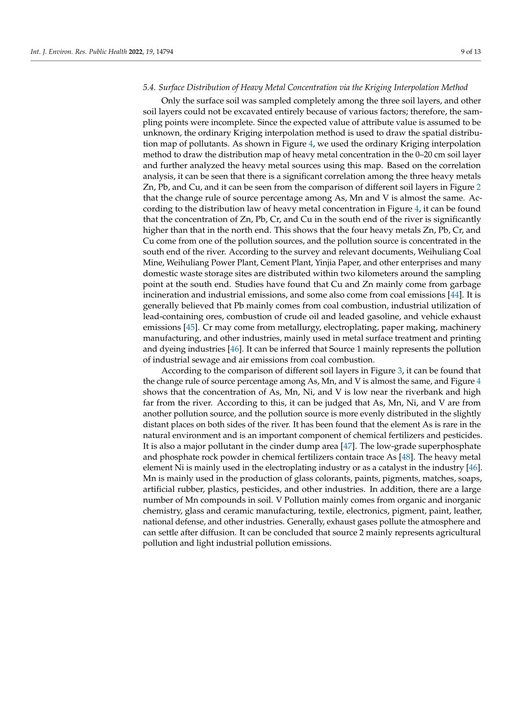 Int. J. Environ. Res. Public Health 2022, 19, 14794
9 of 13
5.4. Surface Distribution of Heavy Metal Concentration via the Kriging Interpolation Method
Only the surface soil was sampled completely among the three soil layers, and other
soil layers could not be excavated entirely because of various factors; therefore, the sam-
pling points were incomplete. Since the expected value of attribute value is assumed to be
unknown, the ordinary Kriging interpolation method is used to draw the spatial distribu-
tion map of pollutants. As shown in Figure 4, we used the ordinary Kriging interpolation
method to draw the distribution map of heavy metal concentration in the 0–20 cm soil layer
and further analyzed the heavy metal sources using this map. Based on the correlation
analysis, it can be seen that there is a significant correlation among the three heavy metals
Zn, Pb, and Cu, and it can be seen from the comparison of different soil layers in Figure 2
that the change rule of source percentage among As, Mn and V is almost the same. Ac-
cording to the distribution law of heavy metal concentration in Figure 4, it can be found
that the concentration of Zn, Pb, Cr, and Cu in the south end of the river is significantly
higher than that in the north end. This shows that the four heavy metals Zn, Pb, Cr, and
Cu come from one of the pollution sources, and the pollution source is concentrated in the
south end of the river. According to the survey and relevant documents, Weihuliang Coal
Mine, Weihuliang Power Plant, Cement Plant, Yinjia Paper, and other enterprises and many
domestic waste storage sites are distributed within two kilometers around the sampling
point at the south end. Studies have found that Cu and Zn mainly come from garbage
incineration and industrial emissions, and some also come from coal emissions [44]. It is
generally believed that Pb mainly comes from coal combustion, industrial utilization of
lead-containing ores, combustion of crude oil and leaded gasoline, and vehicle exhaust
emissions [45]. Cr may come from metallurgy, electroplating, paper making, machinery
manufacturing, and other industries, mainly used in metal surface treatment and printing
and dyeing industries [46]. It can be inferred that Source 1 mainly represents the pollution
of industrial sewage and air emissions from coal combustion.
According to the comparison of different soil layers in Figure 3, it can be found that
the change rule of source percentage among As, Mn, and V is almost the same, and Figure 4
shows that the concentration of As, Mn, Ni, and V is low near the riverbank and high
far from the river. According to this, it can be judged that As, Mn, Ni, and V are from
another pollution source, and the pollution source is more evenly distributed in the slightly
distant places on both sides of the river. It has been found that the element As is rare in the
natural environment and is an important component of chemical fertilizers and pesticides.
It is also a major pollutant in the cinder dump area [47]. The low-grade superphosphate
and phosphate rock powder in chemical fertilizers contain trace As [48]. The heavy metal
element Ni is mainly used in the electroplating industry or as a catalyst in the industry [46].
Mn is mainly used in the production of glass colorants, paints, pigments, matches, soaps,
artificial rubber, plastics, pesticides, and other industries. In addition, there are a large
number of Mn compounds in soil. V Pollution mainly comes from organic and inorganic
chemistry, glass and ceramic manufacturing, textile, electronics, pigment, paint, leather,
national defense, and other industries. Generally, exhaust gases pollute the atmosphere and
can settle after diffusion. It can be concluded that source 2 mainly represents agricultural
pollution and light industrial pollution emissions.